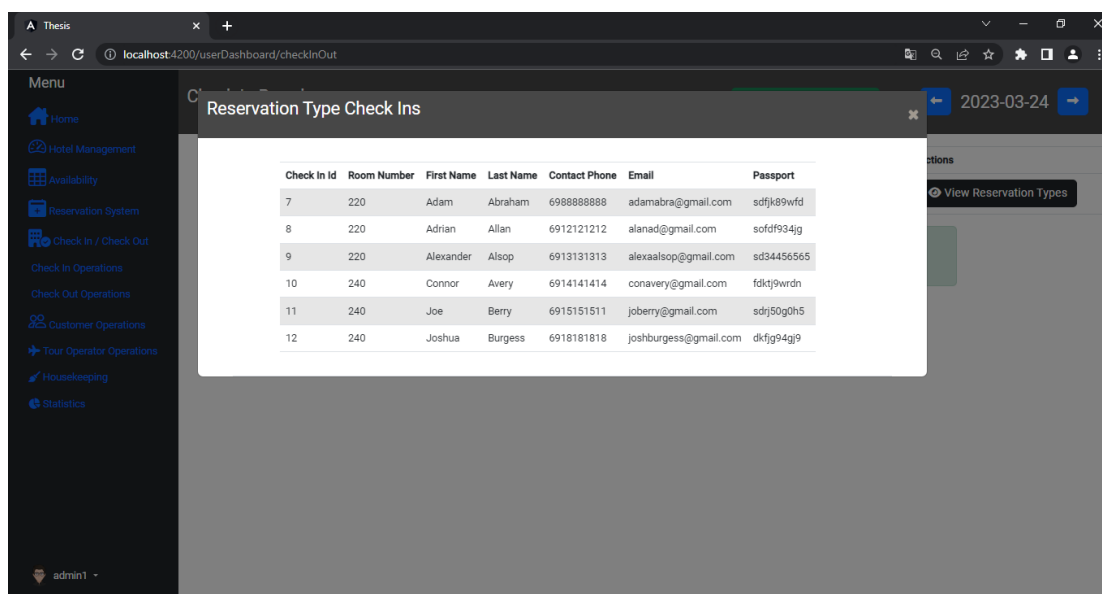 Thesis
localhost:4200/userDashboard/checkInOut
Menu
Home
Hotel Management
Availability
Reservation System
Check In / Check Out
Check In Operations
Check Out Operations
Customer Operations
Tour Operator Operations
Housekeeping
Statistics
admin1
2023-03-24
View Reservation Types
Reservation Type Check Ins
Check In Id Room Number First Name Last Name Contact Phone Email Passport
7 220 Adam Abraham 6988888888 adamabra@gmail.com sdfjk89wfd
8 220 Adrian Allan 6912121212 alanad@gmail.com sofdf934jg
9 220 Alexander Alsop 6913131313 alexaalsop@gmail.com sd34456565
10 240 Connor Avery 6914141414 conavery@gmail.com fdktj9wrdn
11 240 Joe Berry 6915151511 joberry@gmail.com sdrj50g0h5
12 240 Joshua Burgess 6918181818 joshburgess@gmail.com dkfjg94gj9